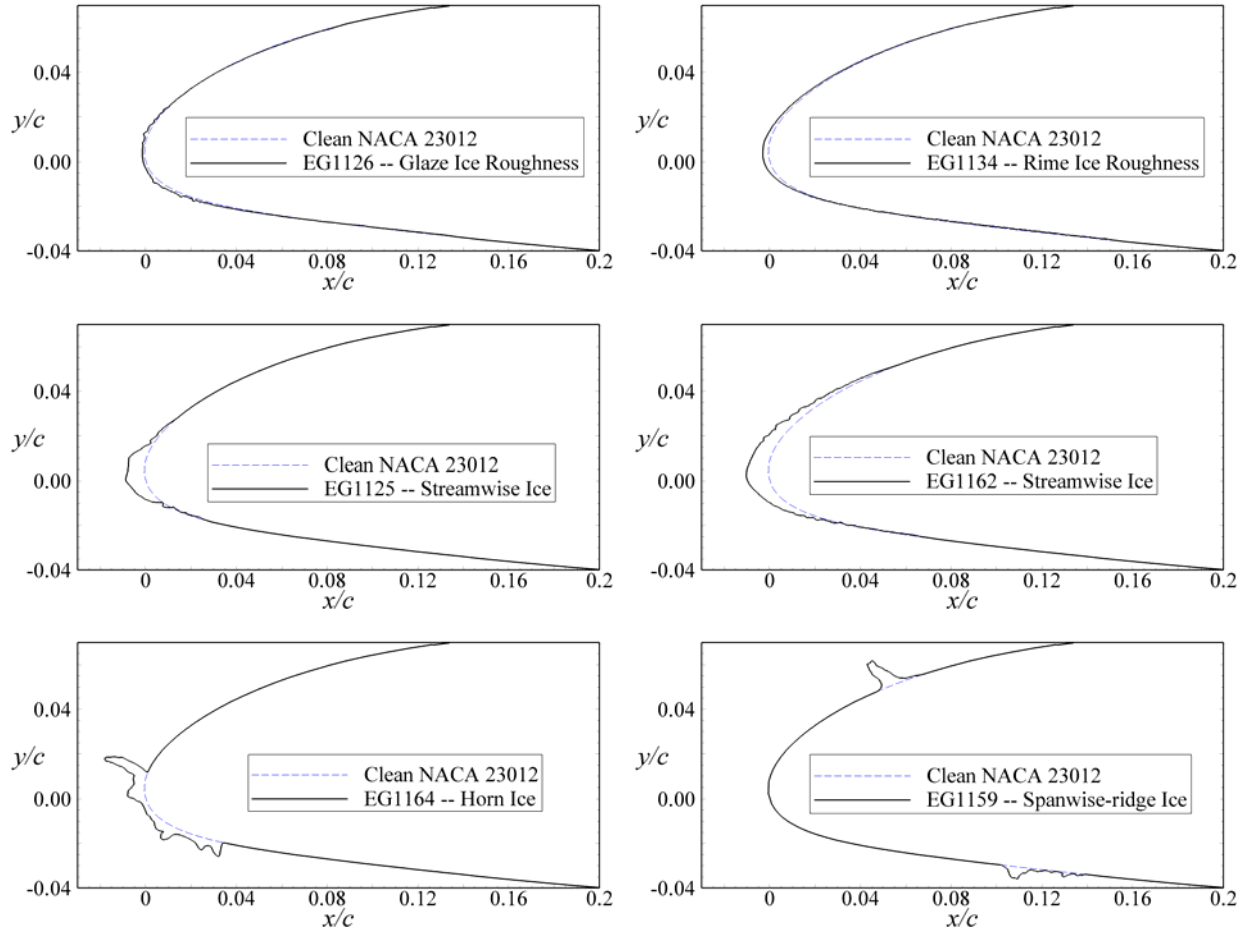 0.04
y/c
0.00
-0.04
Clean NACA 23012
EG1126 -- Glaze Ice Roughness
0 0.04 0.08 0.12 0.16 0.2
x/c
0.04
y/c
0.00
-0.04
Clean NACA 23012
EG1134 -- Rime Ice Roughness
0 0.04 0.08 0.12 0.16 0.2
x/c
0.04
y/c
0.00
-0.04
Clean NACA 23012
EG1125 -- Streamwise Ice
0 0.04 0.08 0.12 0.16 0.2
x/c
0.04
y/c
0.00
-0.04
Clean NACA 23012
EG1162 -- Streamwise Ice
0 0.04 0.08 0.12 0.16 0.2
x/c
0.04
y/c
0.00
-0.04
Clean NACA 23012
EG1164 -- Horn Ice
0 0.04 0.08 0.12 0.16 0.2
x/c
0.04
y/c
0.00
-0.04
Clean NACA 23012
EG1159 -- Spanwise-ridge Ice
0 0.04 0.08 0.12 0.16 0.2
x/c